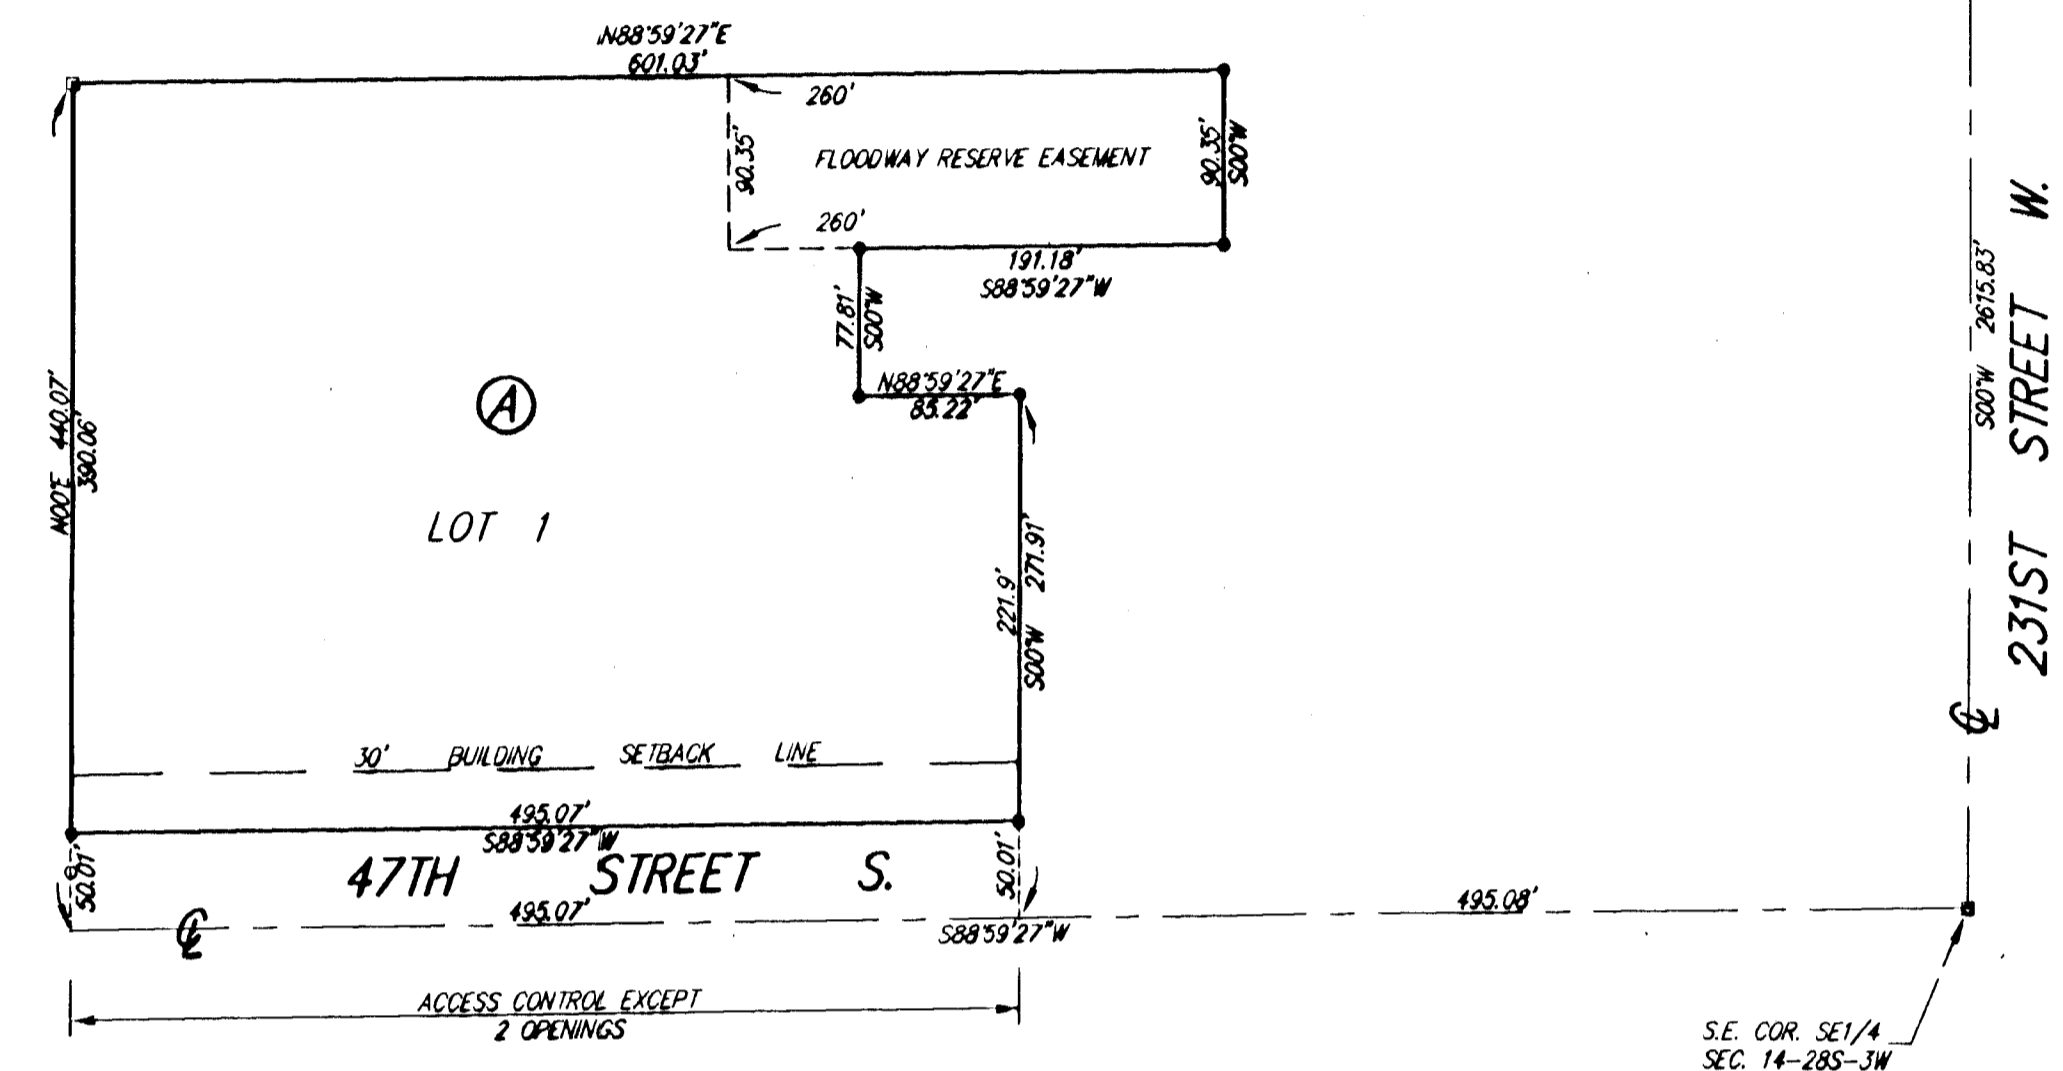 N88°59'27"E
601.03'
260'
90.35'
FLOODWAY RESERVE EASEMENT
90.35'
S00°W
260'
191.18'
S88°59'27"W
77.81'
S00°W
N88°59'27"E
85.22'
N00°E 440.07'
390.06'
A
LOT 1
221.9'
S00°W 271.91'
30' BUILDING SETBACK LINE
495.07'
S88°59'27"W
47TH STREET S.
50.01'
50.01'
495.07'
S88°59'27"W
495.08'
℄
ACCESS CONTROL EXCEPT
2 OPENINGS
S00°W 2615.83'
231ST STREET W.
℄
S.E. COR. SE1/4
SEC. 14-28S-3W